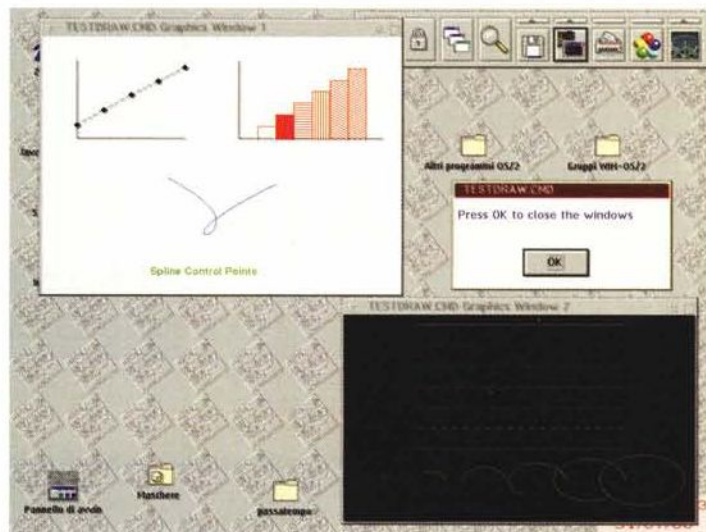 TESTDRAW.CMD Graphics Window 1
Spline Control Points
Altri programmi OS/2
Gruppi WIN-OS/2
TESTDRAW.CMD
Press OK to close the windows
OK
TESTDRAW.CMD Graphics Window 2
Pannello di avvio
Maschere
passatempo